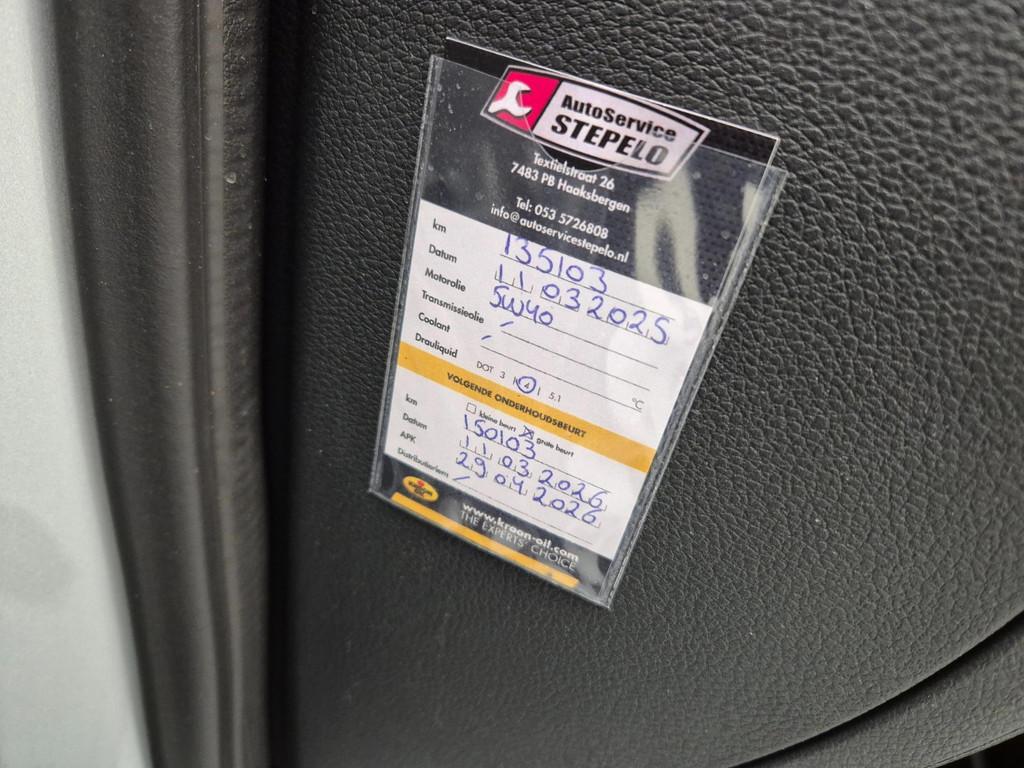 AutoService
STEPELO
Textielstraat 26
7483 PB Haaksbergen
Tel: 053 5726808
info@autoservicestepelo.nl
km 135103
Datum 11 03 2025
Motorolie 5W40
Transmissieolie
Coolant °C
Drauliquid DOT 3 | 4 | 5.1
VOLGENDE ONDERHOUDSBEURT
kleine beurt grote beurt
km 150103
Datum 11 03 2026
APK 29 04 2026
Distributieriem
www.kroon-oil.com
THE EXPERTS' CHOICE